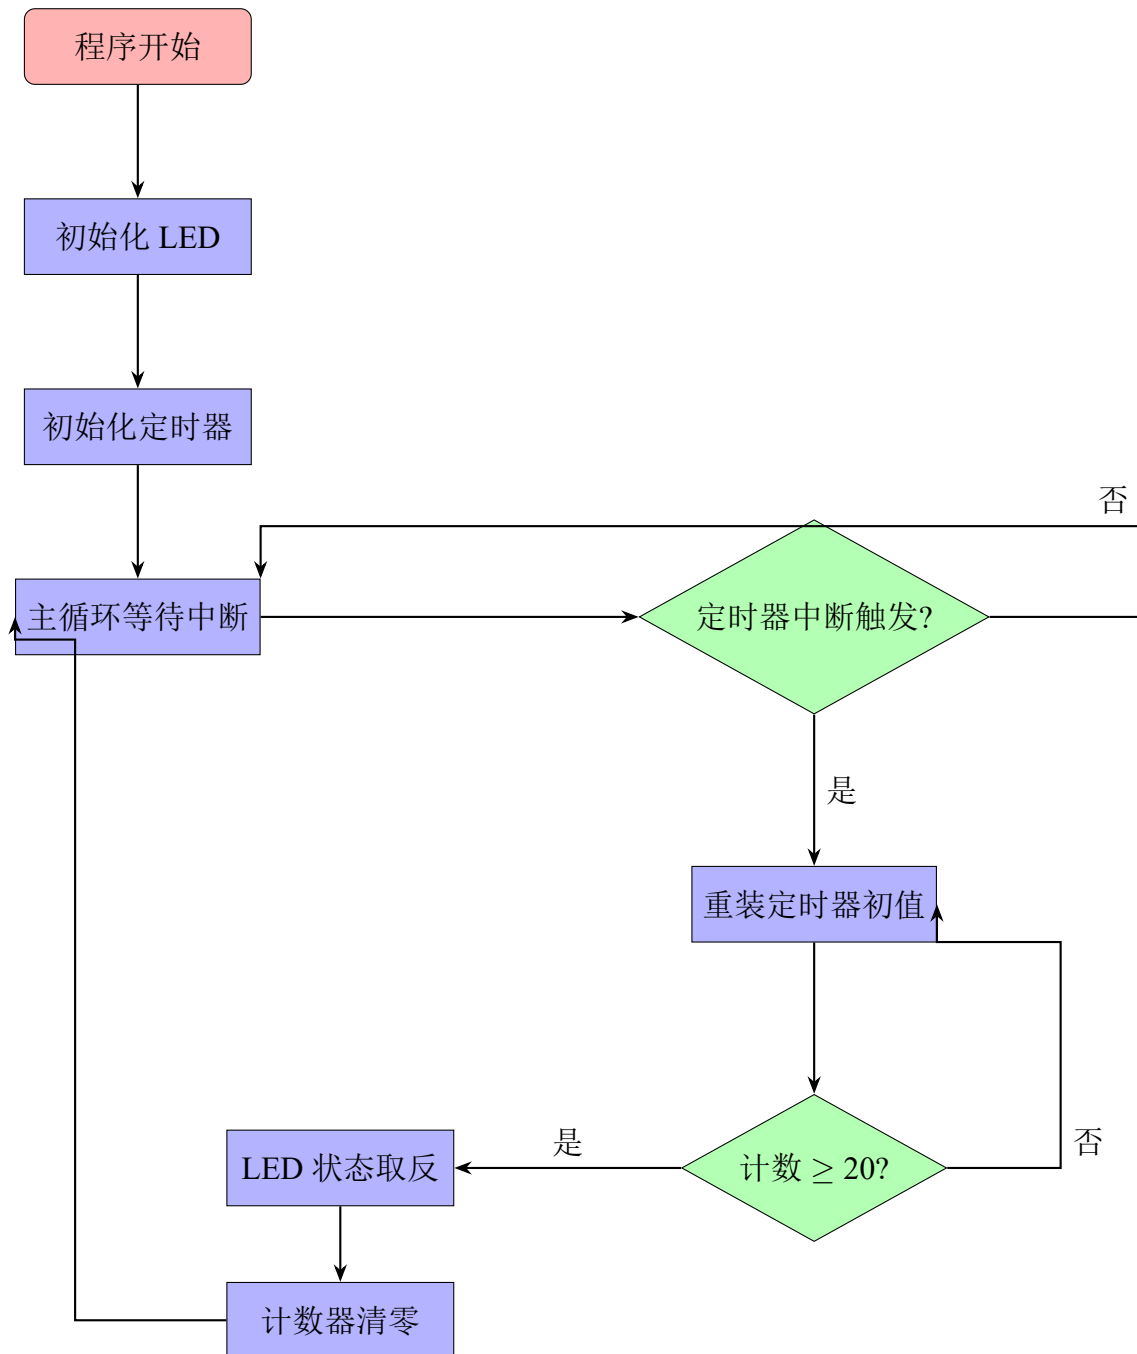 程序开始
初始化 LED
初始化定时器
否
主循环等待中断
定时器中断触发?
是
重装定时器初值
是
否
LED 状态取反
计数 ≥ 20?
计数器清零